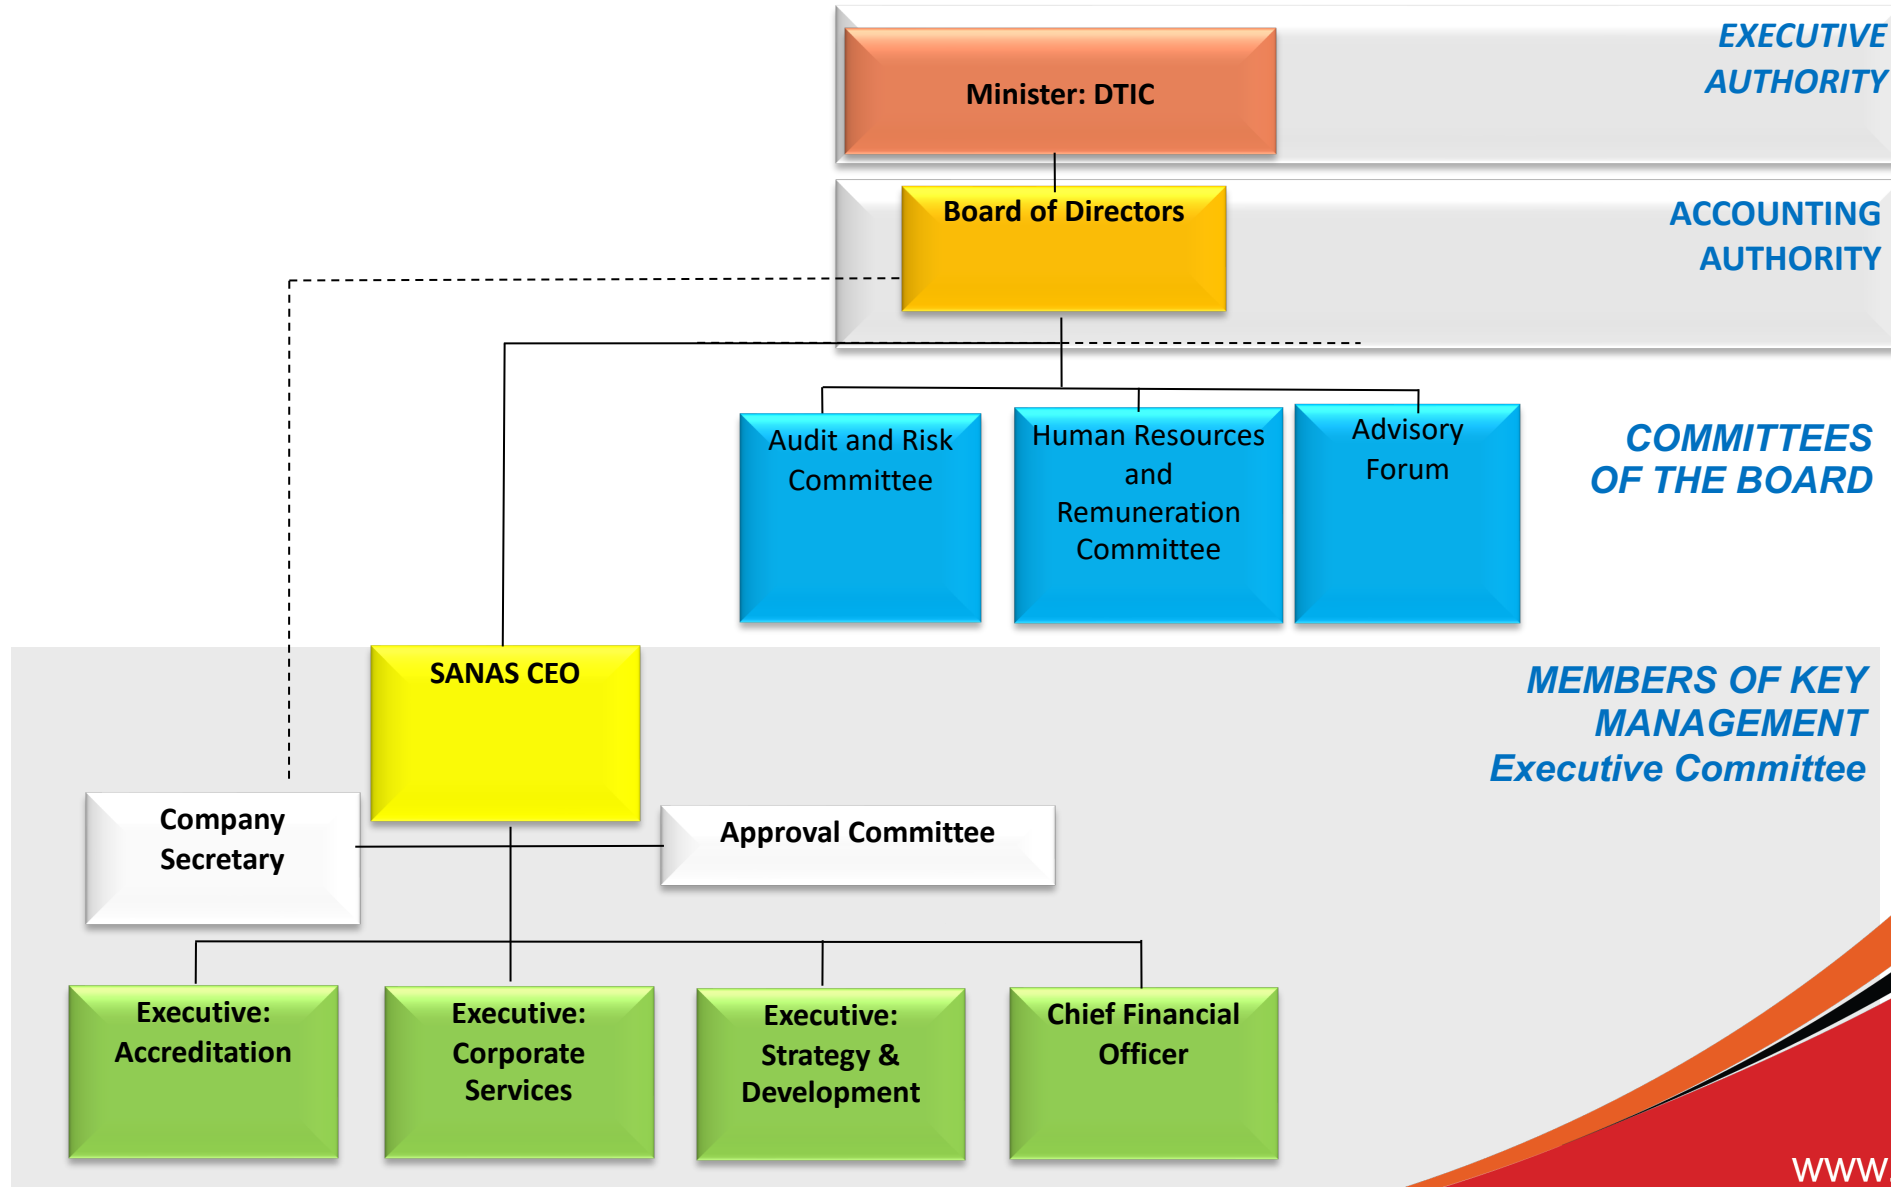 EXECUTIVE
AUTHORITY
Minister: DTIC
Board of Directors
ACCOUNTING
AUTHORITY
Audit and Risk
Committee
Human Resources
and
Remuneration
Committee
Advisory
Forum
COMMITTEES
OF THE BOARD
SANAS CEO
MEMBERS OF KEY
MANAGEMENT
Executive Committee
Company
Secretary
Approval Committee
Executive:
Accreditation
Executive:
Corporate
Services
Executive:
Strategy &
Development
Chief Financial
Officer
www.